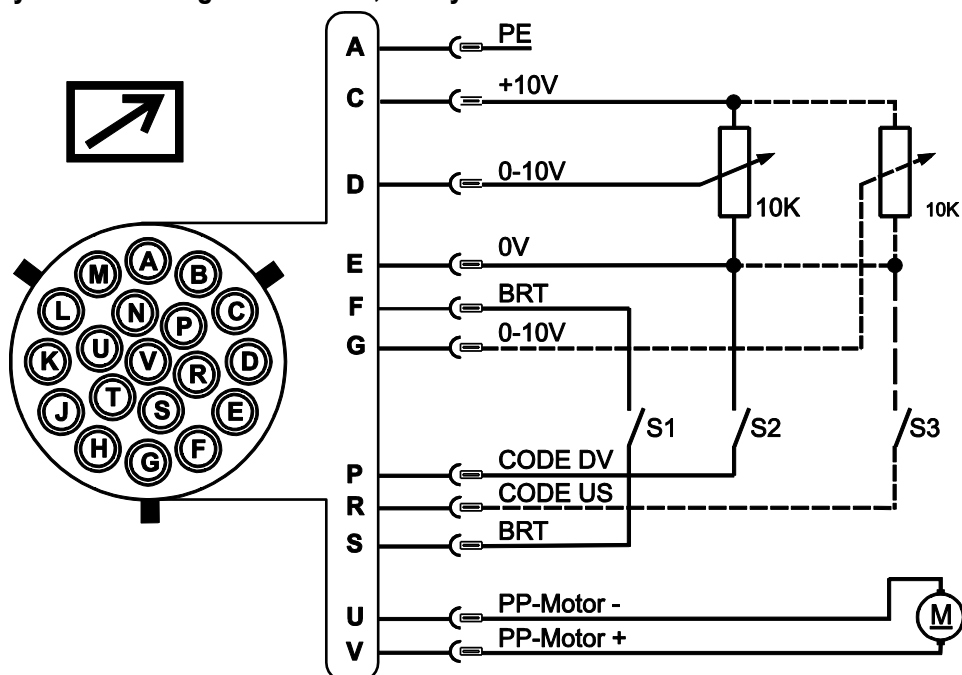 A PE
C +10V
D 0-10V
10K
10K
E 0V
F BRT
G 0-10V
S1 S2 S3
P CODE DV
R CODE US
S BRT
U PP-Motor -
V PP-Motor +
M
A
M B
L N P C
K U V R D
J T S E
H G F